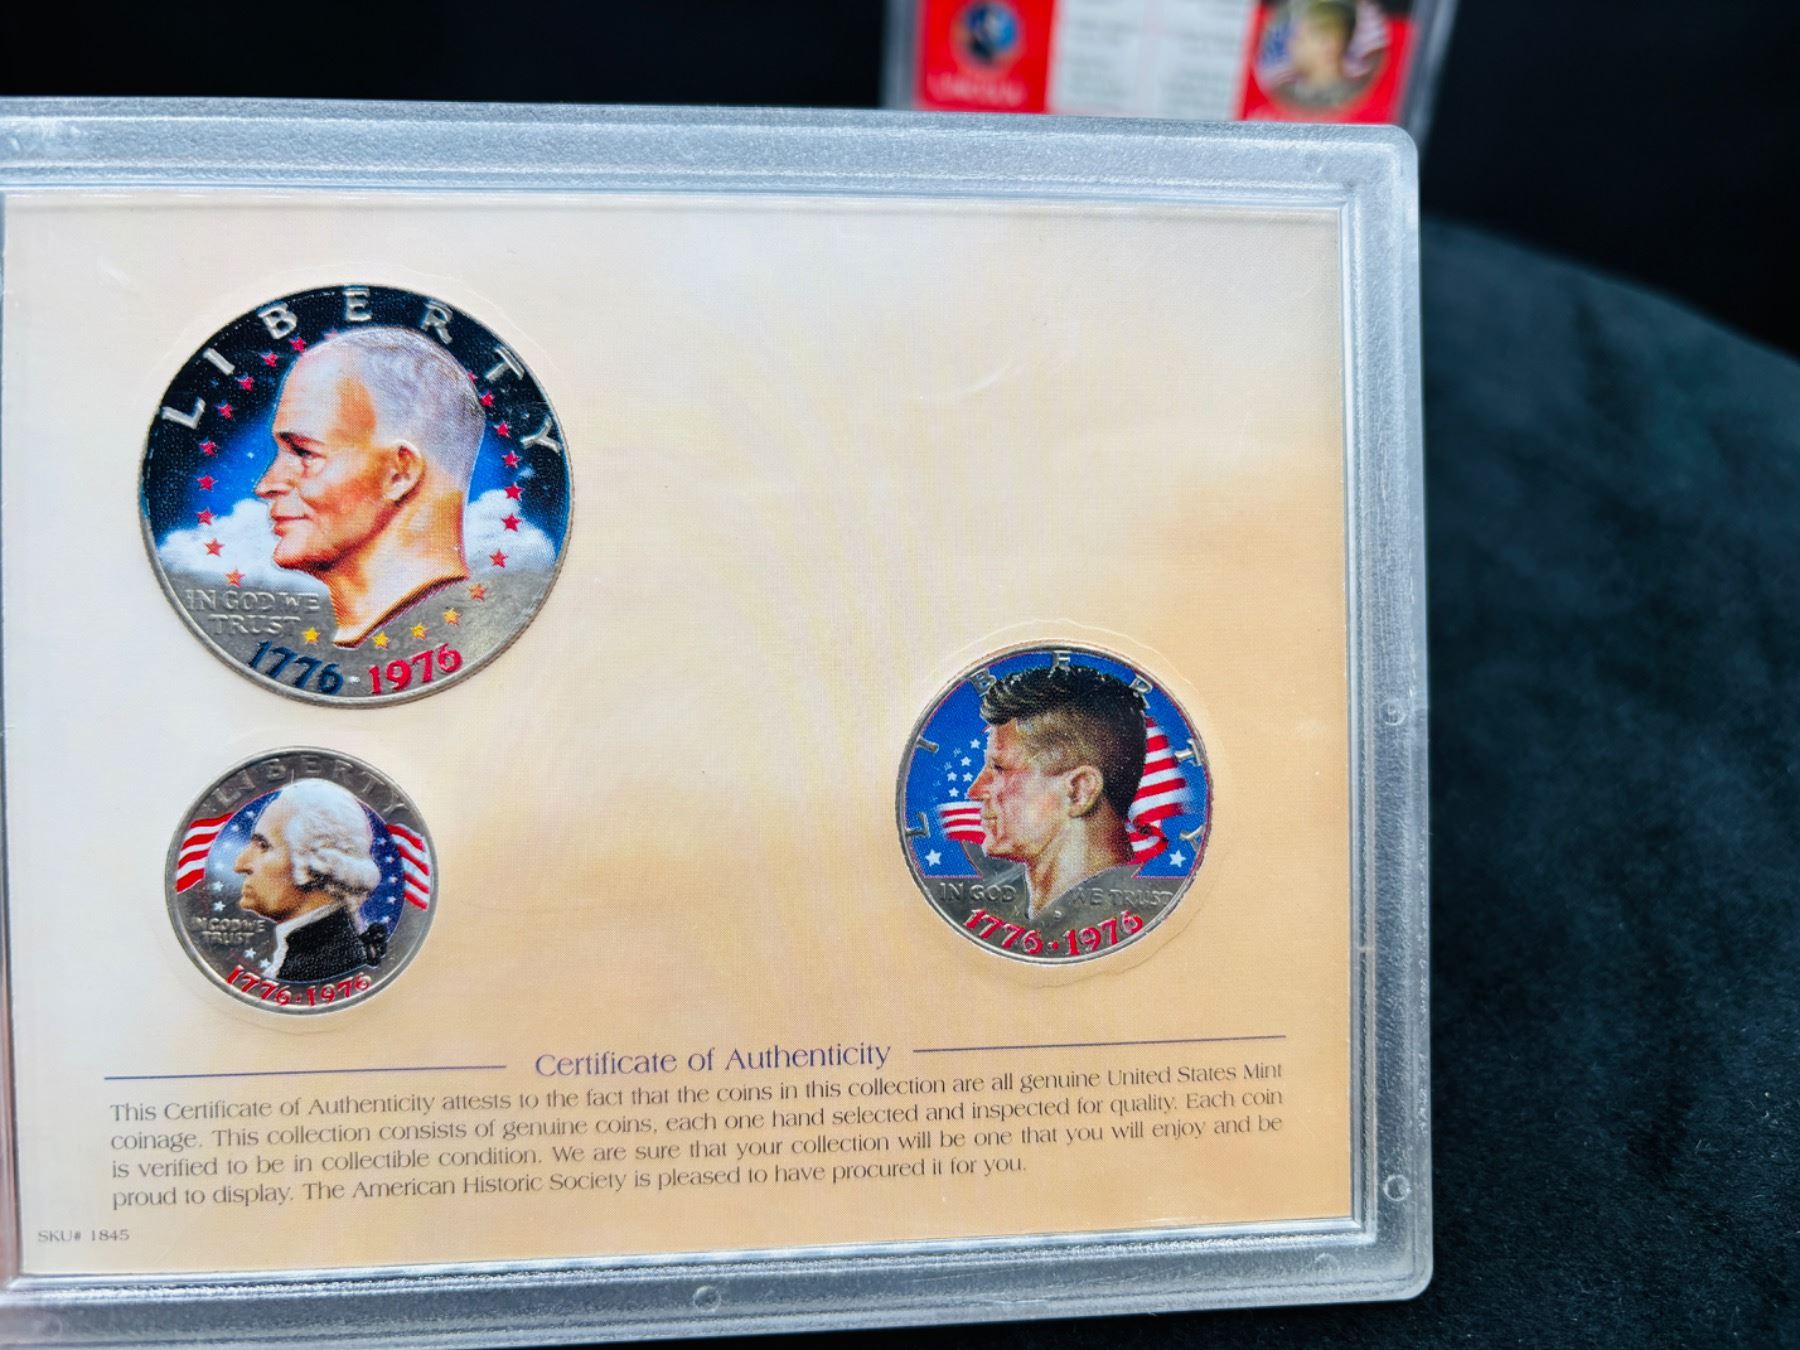 LIBERTY
IN GOD WE
TRUST
1776·1976
LIBERTY
IN GOD WE
TRUST
1776·1976
LIBERTY
IN GOD WE TRUST
1776·1976
Certificate of Authenticity
This Certificate of Authenticity attests to the fact that the coins in this collection are all genuine United States Mint
coinage. This collection consists of genuine coins, each one hand selected and inspected for quality. Each coin
is verified to be in collectible condition. We are sure that your collection will be one that you will enjoy and be
proud to display. The American Historic Society is pleased to have procured it for you.
SKU# 1845